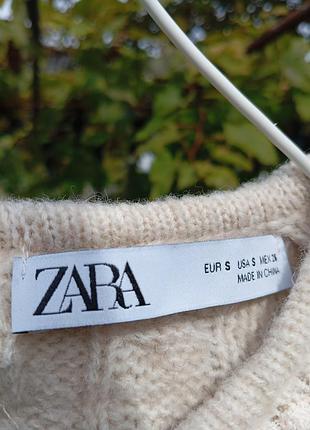 ZARA
EUR S USA S MEX 26
MADE IN CHINA